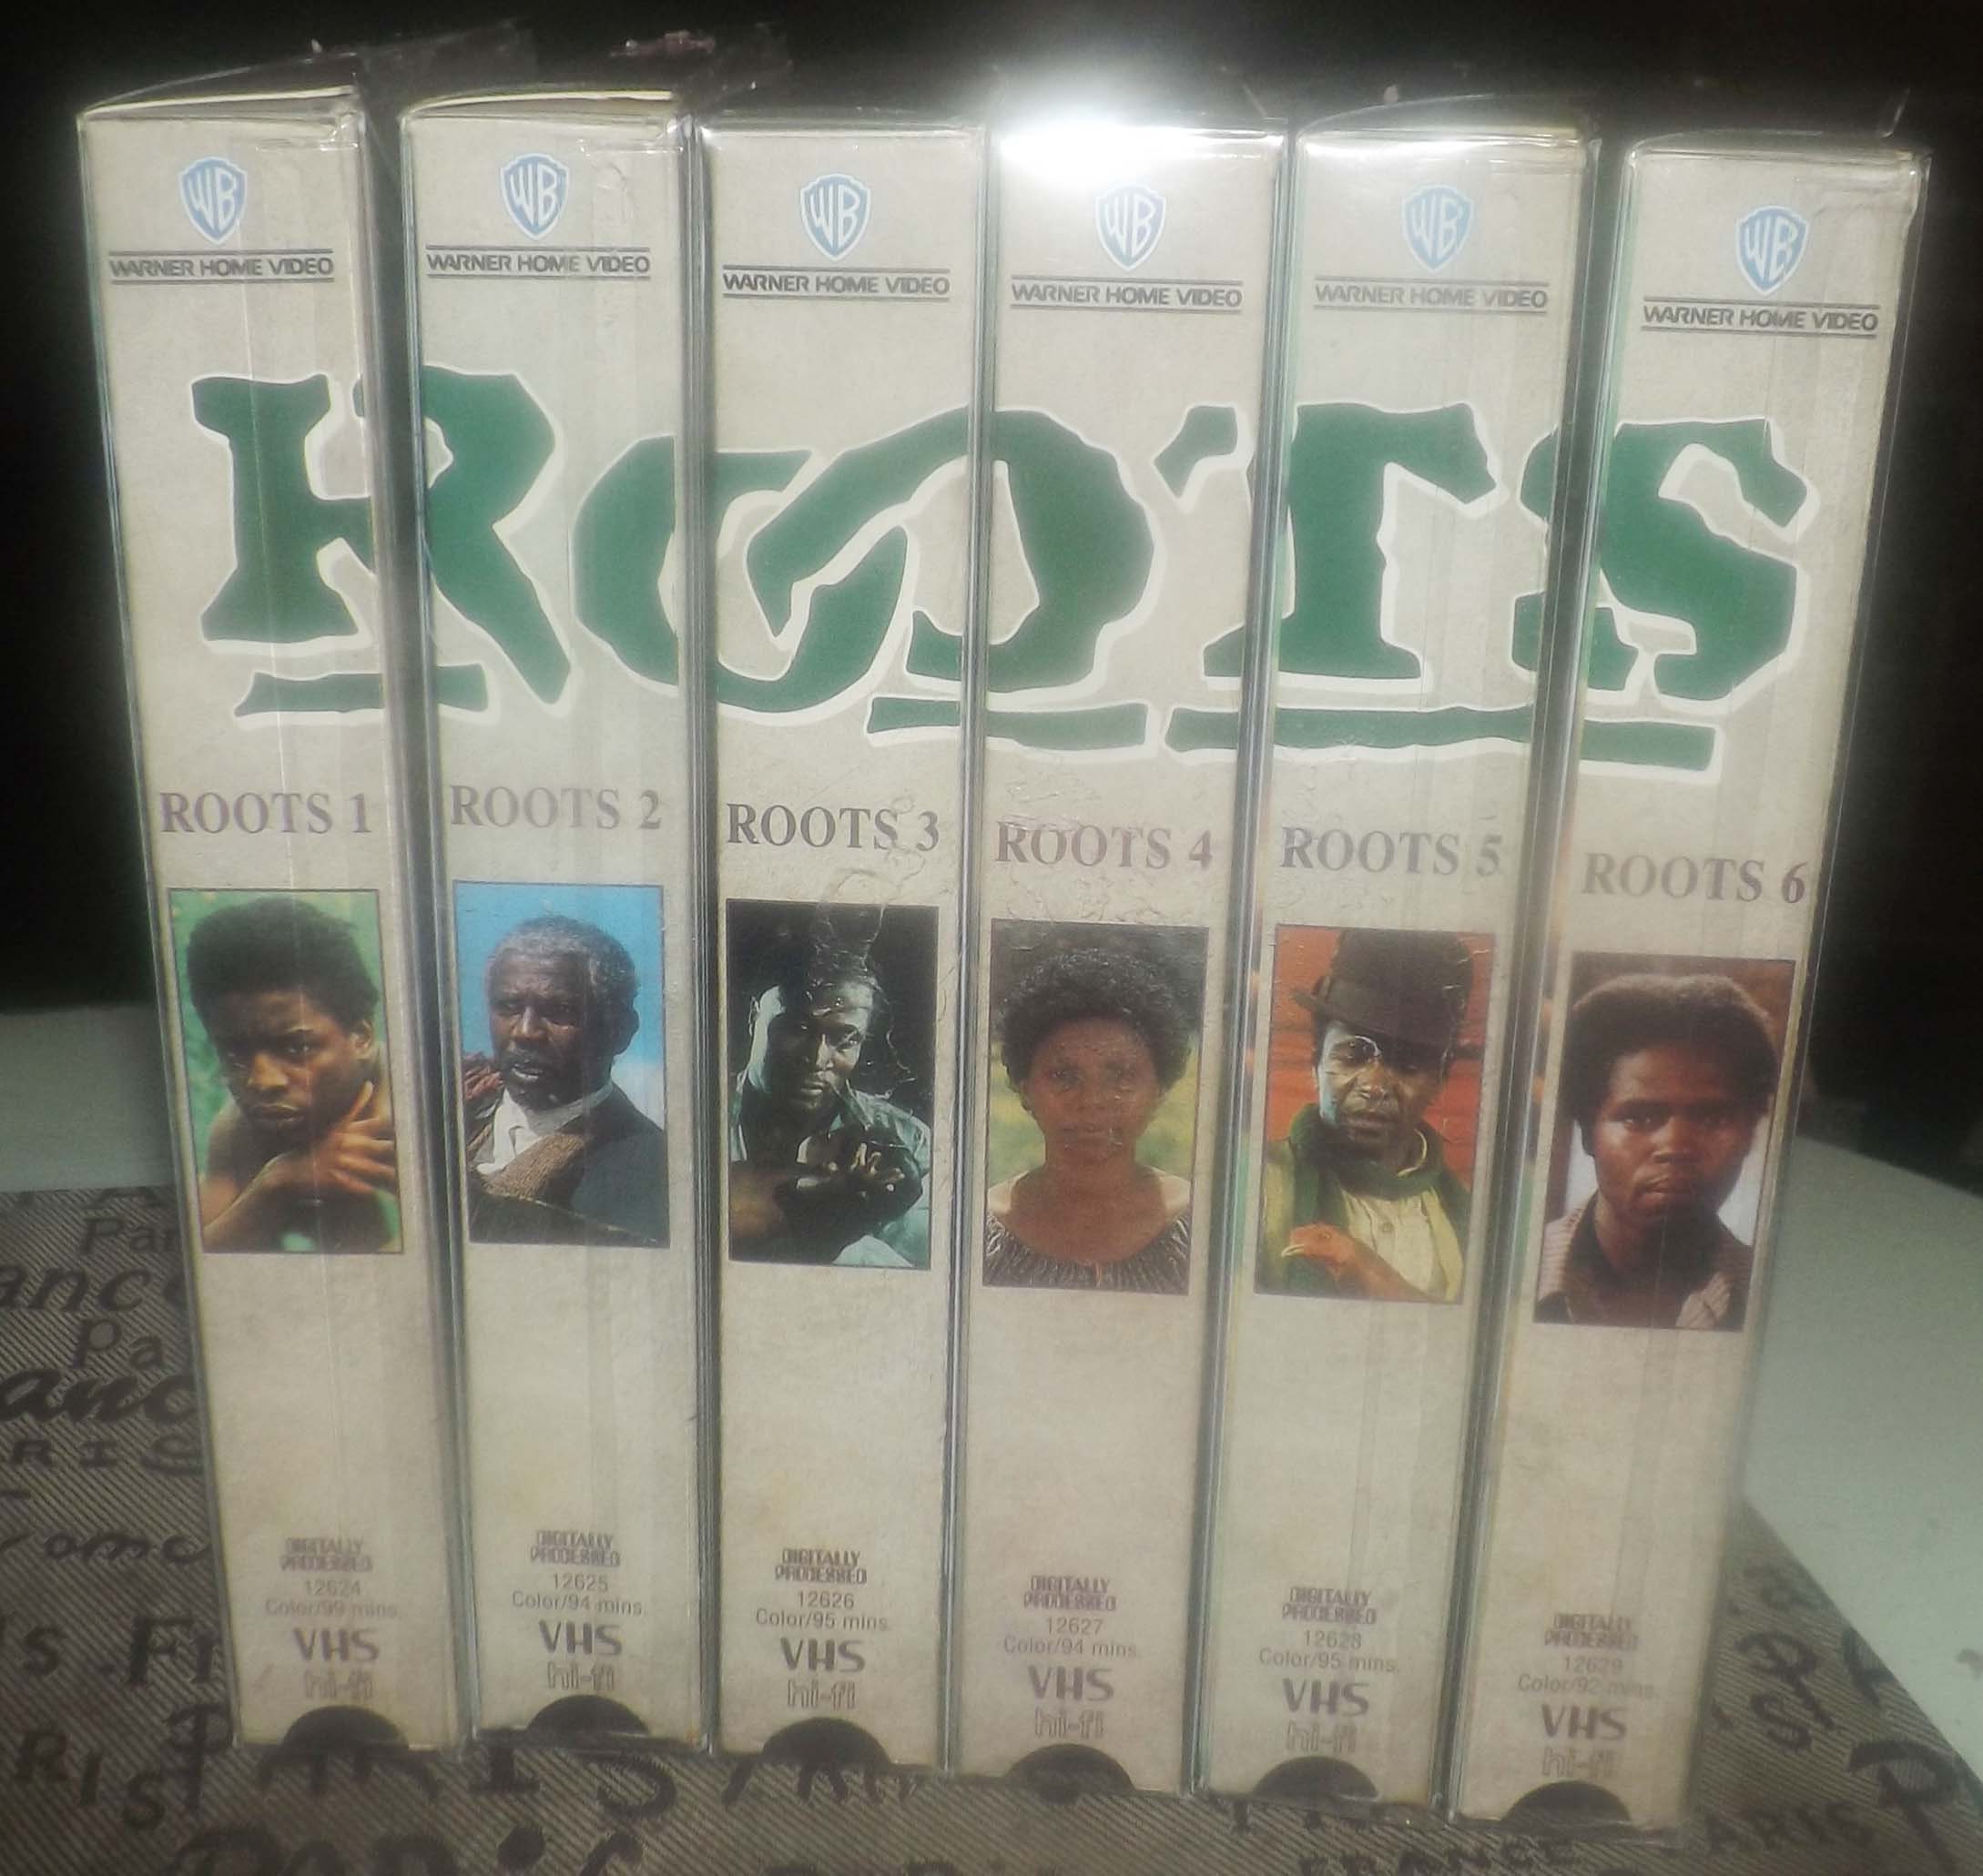 WB
WARNER HOME VIDEO
WB
WARNER HOME VIDEO
WB
WARNER HOME VIDEO
WB
WARNER HOME VIDEO
WB
WARNER HOME VIDEO
WB
WARNER HOME VIDEO
ROOTS
ROOTS 1
ROOTS 2
ROOTS 3
ROOTS 4
ROOTS 5
ROOTS 6
DIGITALLY
PROCESSED
12624
Color/99 mins.
VHS
hi-fi
DIGITALLY
PROCESSED
12625
Color/94 mins.
VHS
hi-fi
DIGITALLY
PROCESSED
12626
Color/95 mins.
VHS
hi-fi
DIGITALLY
PROCESSED
12627
Color/94 mins.
VHS
hi-fi
DIGITALLY
PROCESSED
12628
Color/95 mins.
VHS
hi-fi
DIGITALLY
PROCESSED
12629
Color/92 mins.
VHS
hi-fi
FRANCE
PARIS